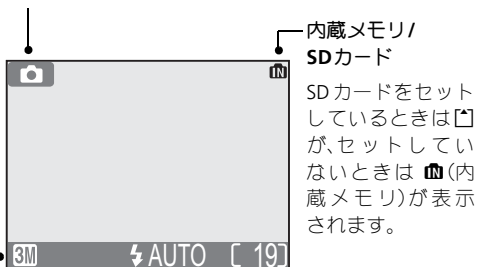 内蔵メモリ/
SDカード
SDカードをセット
しているときは
が、セットしてい
ないときは IN(内
蔵メモリ)が表示
されます。
IN
3M AUTO [ 19]